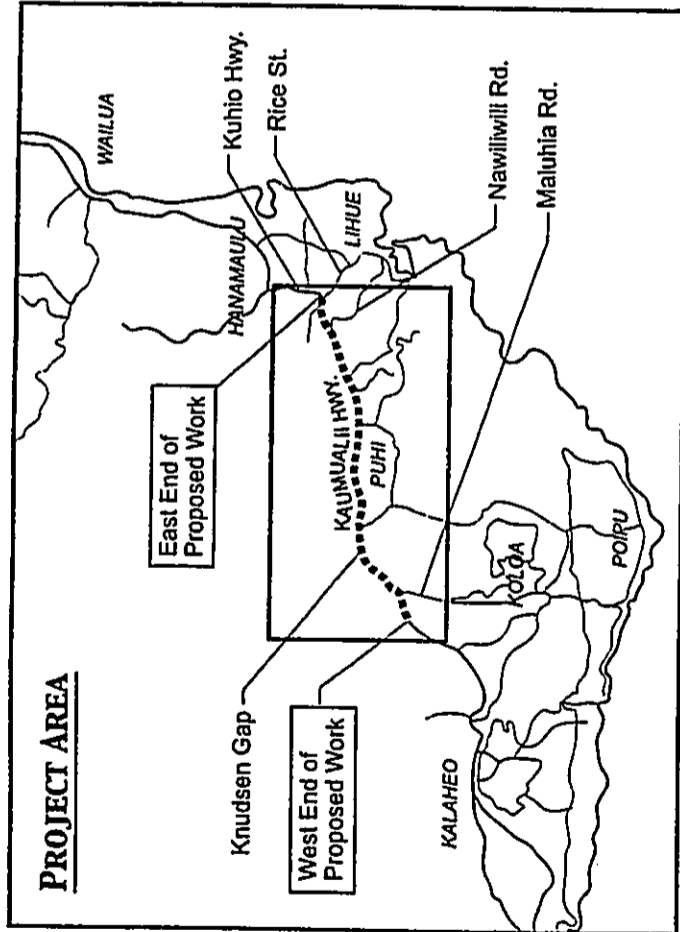 PROJECT AREA
WAILUA
Kuhio Hwy.
Rice St.
HANAMAULU
LIHUE
East End of
Proposed Work
KAUMUALII HWY.
PUHI
Nawiliwili Rd.
Maluhia Rd.
Knudsen Gap
West End of
Proposed Work
KOLOA
POIPU
KALAHEO